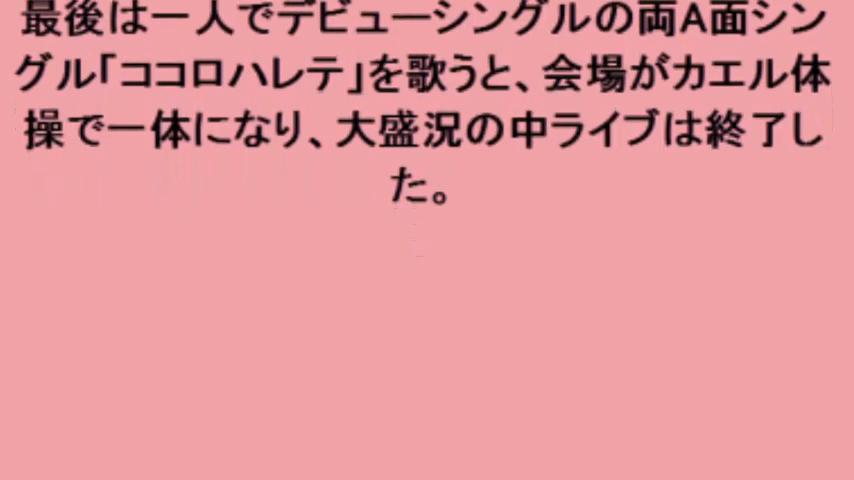 最後は一人でデビューシングルの両A面シン
グル「ココロハレテ」を歌うと、会場がカエル体
操で一体になり、大盛況の中ライブは終了し
た。